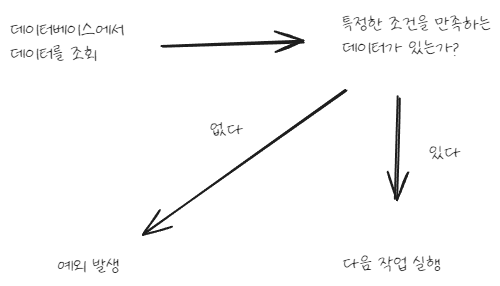 데이터베이스에서
데이터를 조회
특정한 조건을 만족하는
데이터가 있는가?
없다
있다
예외 발생
다음 작업 실행